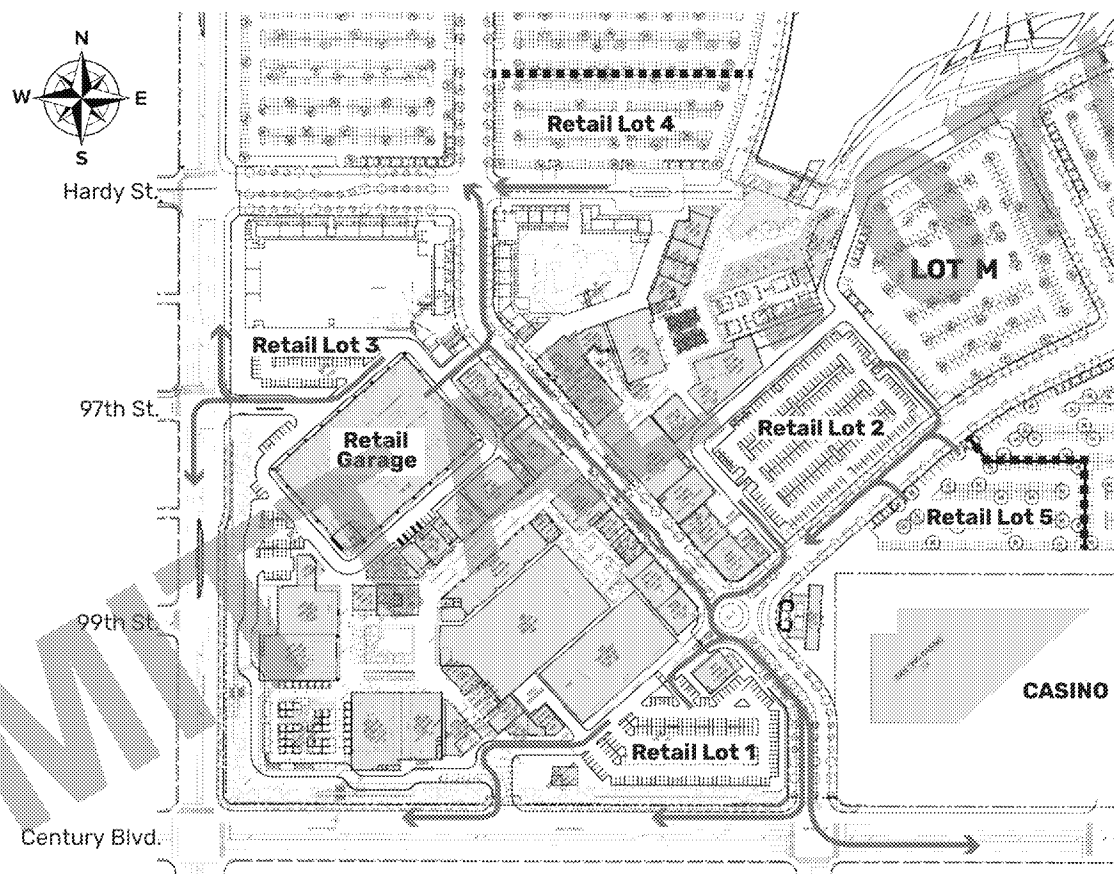 N
W E
S
Retail Lot 4
Hardy St.
LOT M
Retail Lot 3
97th St.
Retail
Garage
Retail Lot 2
Retail Lot 5
99th St.
CASINO
Retail Lot 1
Century Blvd.